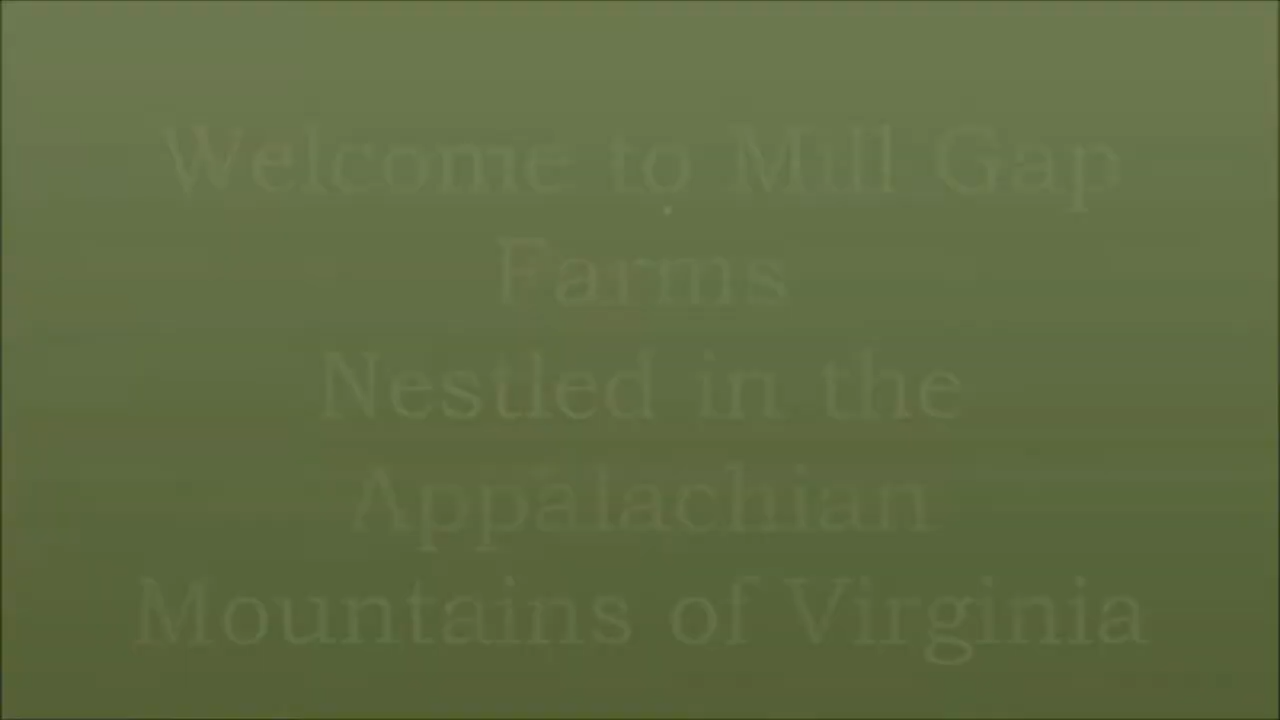 Welcome to Mill Gap
Farms
Nestled in the
Appalachian
Mountains of Virginia